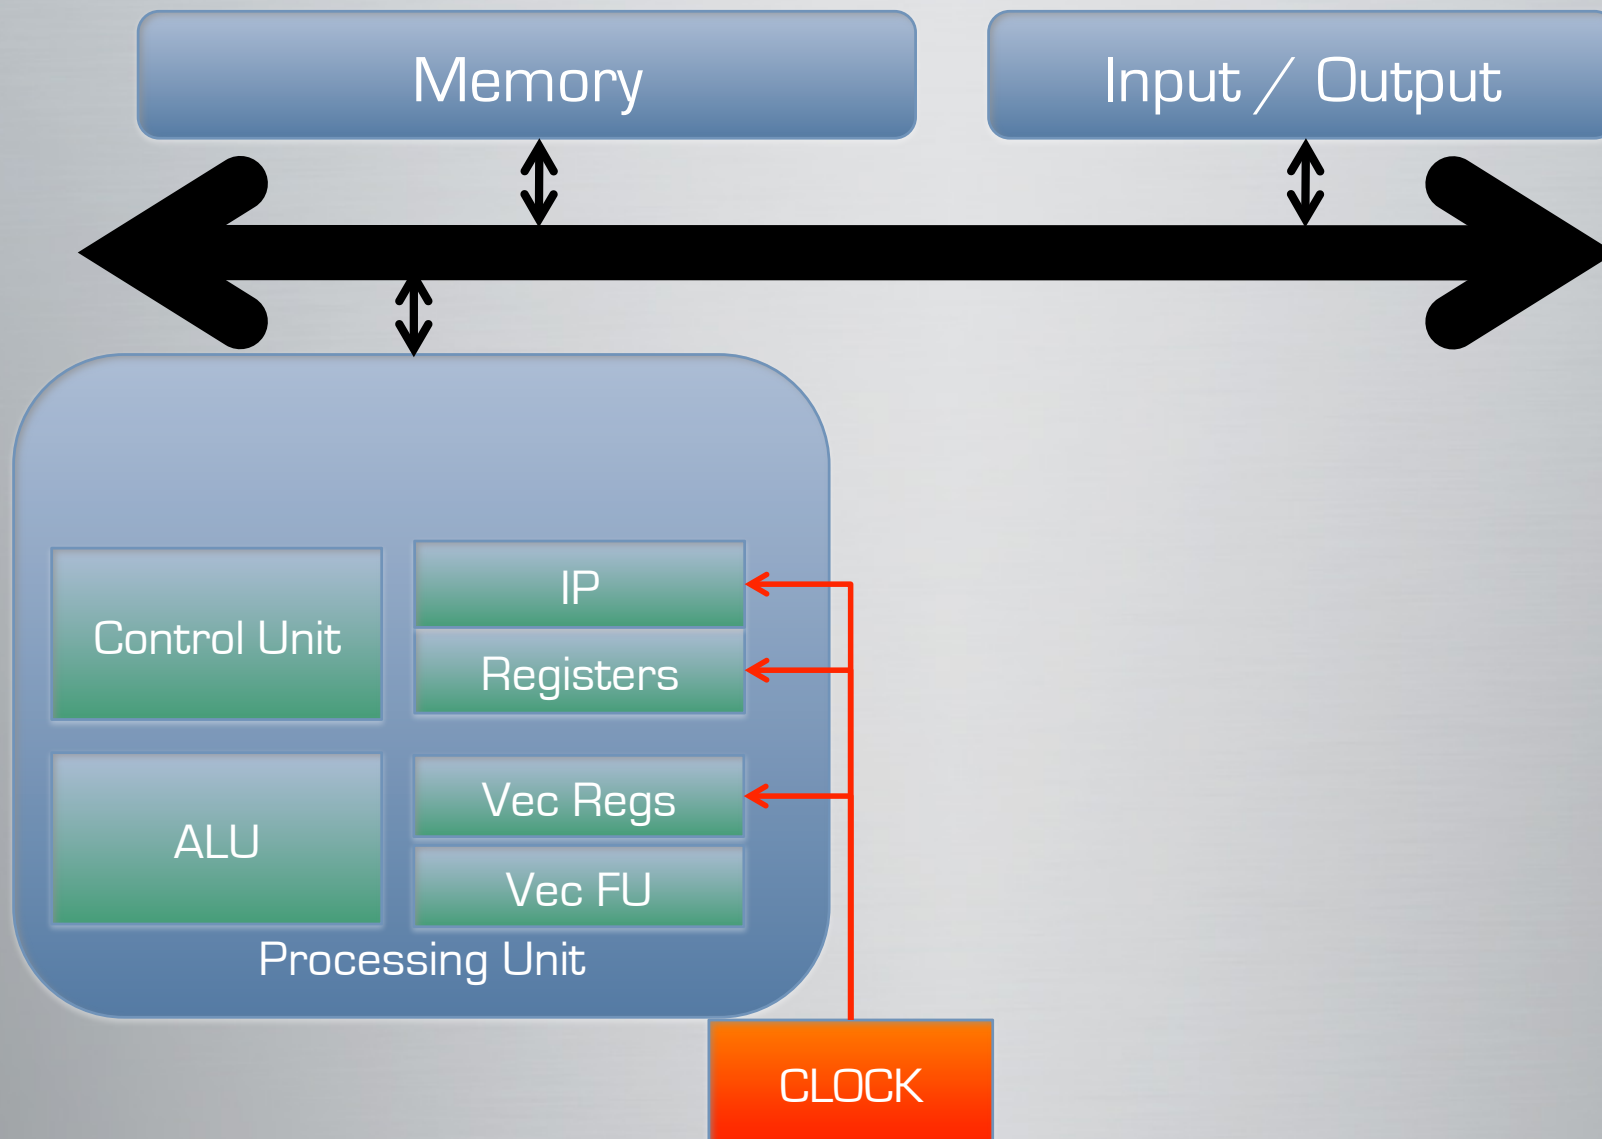 Memory
Input / Output
Control Unit
IP
Registers
ALU
Vec Regs
Vec FU
Processing Unit
CLOCK